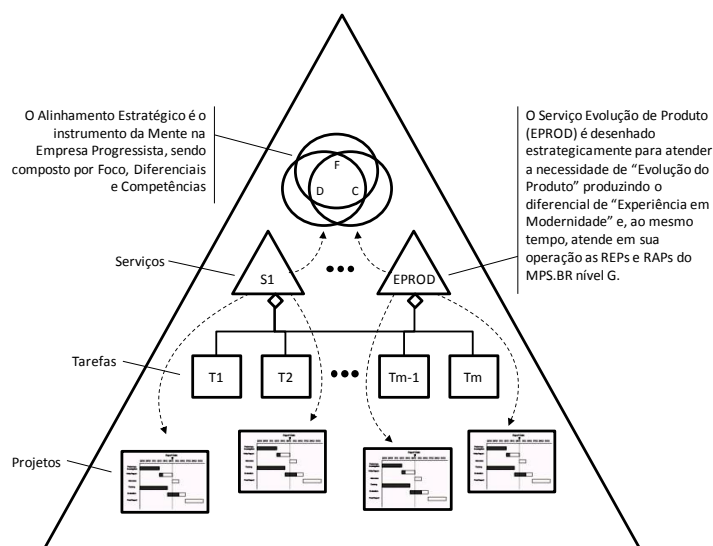 O Alinhamento Estratégico é o
instrumento da Mente na
Empresa Progressista, sendo
composto por Foco, Diferenciais
e Competências
O Serviço Evolução de Produto
(EPROD) é desenhado
estrategicamente para atender
a necessidade de “Evolução do
Produto” produzindo o
diferencial de “Experiência em
Modernidade” e, ao mesmo
tempo, atende em sua
operação as REPs e RAPs do
MPS.BR nível G.
F
D
C
Serviços
S1
EPROD
Tarefas
T1
T2
Tm-1
Tm
Projetos